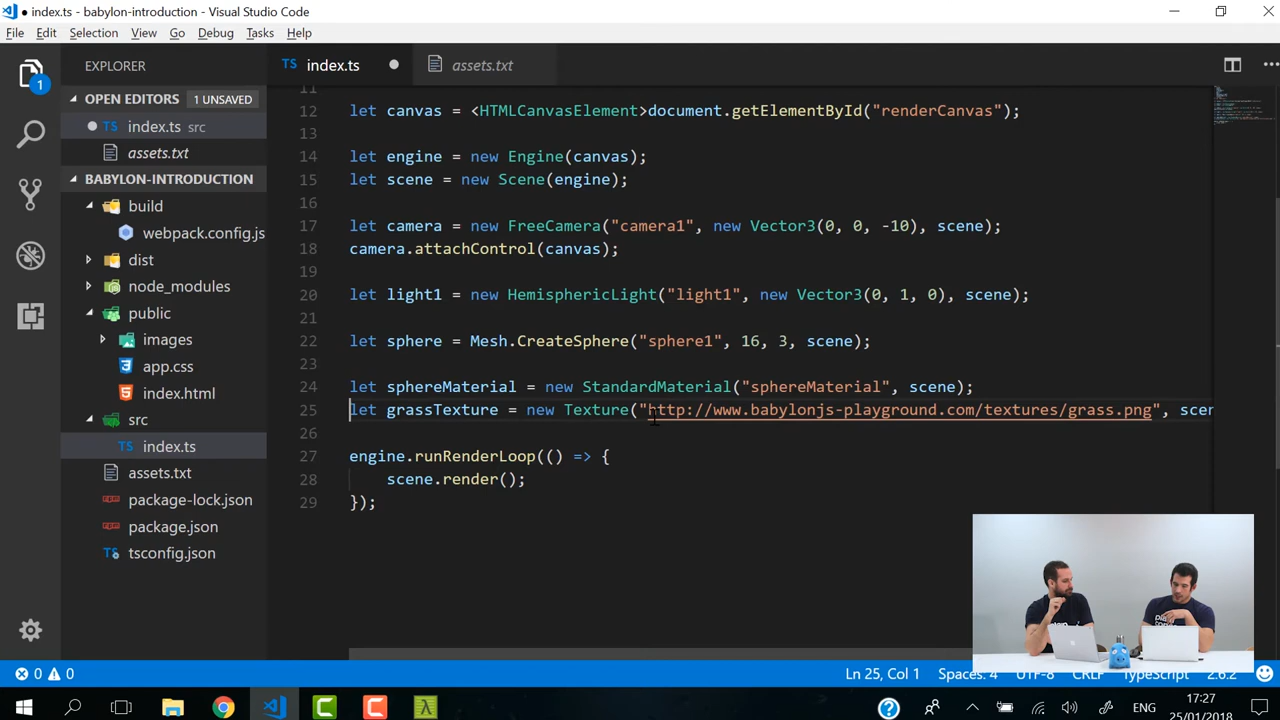 index.ts - babylon-introduction - Visual Studio Code
File Edit Selection View Go Debug Tasks Help
EXPLORER
OPEN EDITORS 1 UNSAVED
index.ts src
assets.txt
BABYLON-INTRODUCTION
build
webpack.config.js
dist
node_modules
public
images
app.css
index.html
src
TS index.ts
assets.txt
package-lock.json
package.json
TS tsconfig.json
1
TS index.ts
assets.txt
11
12 let canvas = <HTMLCanvasElement>document.getElementById("renderCanvas");
13
14 let engine = new Engine(canvas);
15 let scene = new Scene(engine);
16
17 let camera = new FreeCamera("camera1", new Vector3(0, 0, -10), scene);
18 camera.attachControl(canvas);
19
20 let light1 = new HemisphericLight("light1", new Vector3(0, 1, 0), scene);
21
22 let sphere = Mesh.CreateSphere("sphere1", 16, 3, scene);
23
24 let sphereMaterial = new StandardMaterial("sphereMaterial", scene);
25 let grassTexture = new Texture("http://www.babylonjs-playground.com/textures/grass.png", scen
26
27 engine.runRenderLoop(() => {
28 scene.render();
29 });
0 0 Ln 25, Col 1 Spaces: 4 UTF-8 CRLF TypeScript 2.6.2
ENG
17:27
25/01/2018